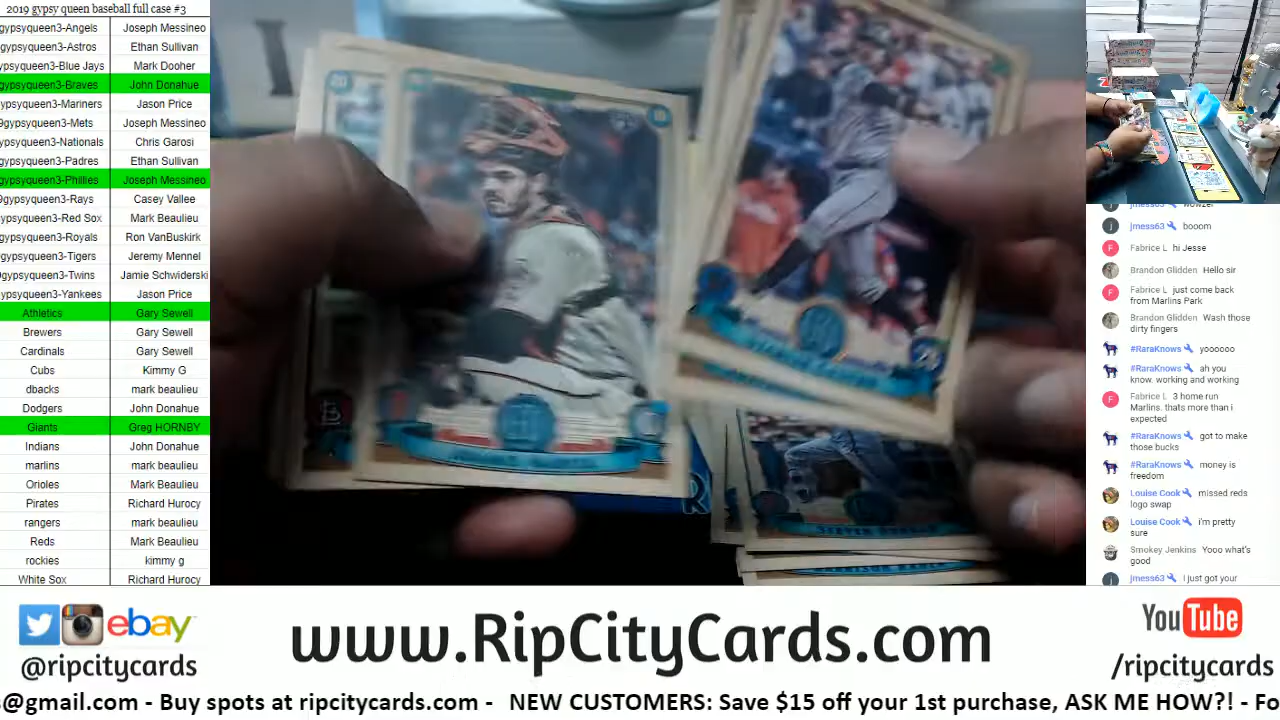 2019 gypsy queen baseball full case #3
gypsyqueen3-Angels Joseph Messineo
gypsyqueen3-Astros Ethan Sullivan
ypsyqueen3-Blue Jays Mark Dooher
gypsyqueen3-Braves John Donahue
ypsyqueen3-Mariners Jason Price
9gypsyqueen3-Mets Joseph Messineo
ypsyqueen3-Nationals Chris Garosi
gypsyqueen3-Padres Ethan Sullivan
gypsyqueen3-Phillies Joseph Messineo
9gypsyqueen3-Rays Casey Vallee
gypsyqueen3-Red Sox Mark Beaulieu
gypsyqueen3-Royals Ron VanBuskirk
gypsyqueen3-Tigers Jeremy Mennel
gypsyqueen3-Twins Jamie Schwiderski
ypsyqueen3-Yankees Jason Price
Athletics Gary Sewell
Brewers Gary Sewell
Cardinals Gary Sewell
Cubs Kimmy G
dbacks mark beaulieu
Dodgers John Donahue
Giants Greg HORNBY
Indians John Donahue
marlins mark beaulieu
Orioles Mark Beaulieu
Pirates Richard Hurocy
rangers mark beaulieu
Reds Mark Beaulieu
rockies kimmy g
White Sox Richard Hurocy
jmess63 wowzer
jmess63 booom
Fabrice L hi Jesse
Brandon Glidden Hello sir
Fabrice L just come back
from Marlins Park
Brandon Glidden Wash those
dirty fingers
#RaraKnows yoooooo
#RaraKnows ah you
know. working and working
Fabrice L 3 home run
Marlins. thats more than i
expected
#RaraKnows got to make
those bucks
#RaraKnows money is
freedom
Louise Cook missed reds
logo swap
Louise Cook i'm pretty
sure
Smokey Jenkins Yooo what's
good
jmess63 I just got your
ebay
@ripcitycards
www.RipCityCards.com
YouTube
/ripcitycards
s@gmail.com - Buy spots at ripcitycards.com - NEW CUSTOMERS: Save $15 off your 1st purchase, ASK ME HOW?! - Fo